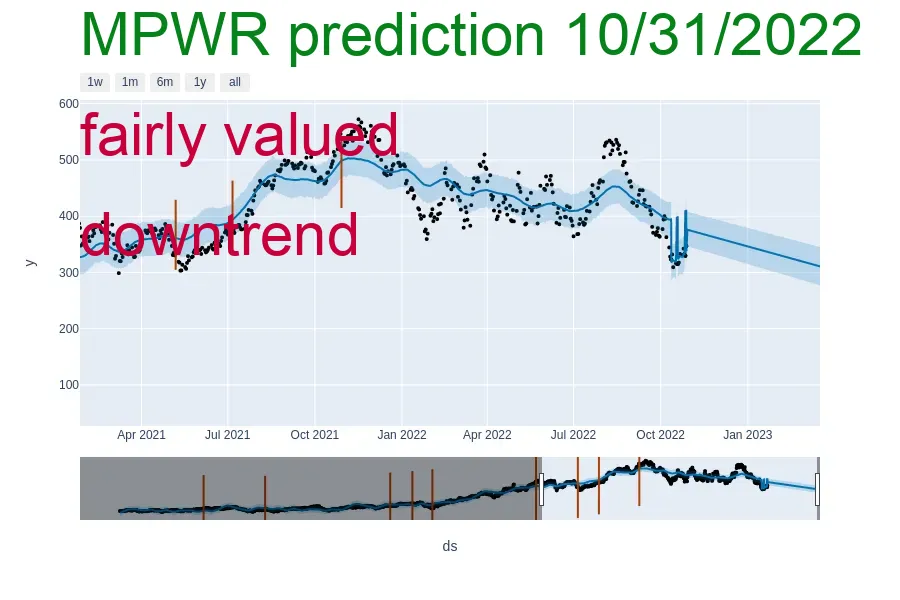 MPWR prediction 10/31/2022
1w 1m 6m 1y all
600
fairly valued
500
400
downtrend
300
y
200
100
Apr 2021 Jul 2021 Oct 2021 Jan 2022 Apr 2022 Jul 2022 Oct 2022 Jan 2023
ds